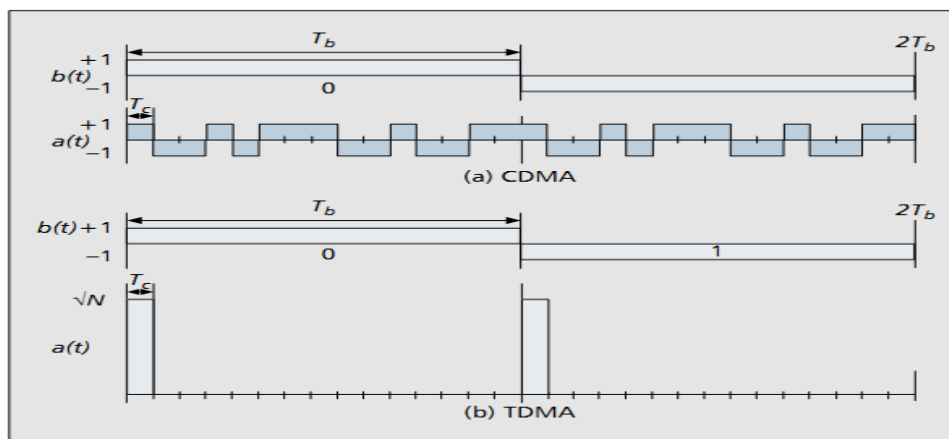 T_b 2T_b
+1
b(t)
−1 0
T_c
+1
a(t)
−1
(a) CDMA
T_b 2T_b
b(t) +1
−1 0 1
T_c
√N
a(t)
(b) TDMA